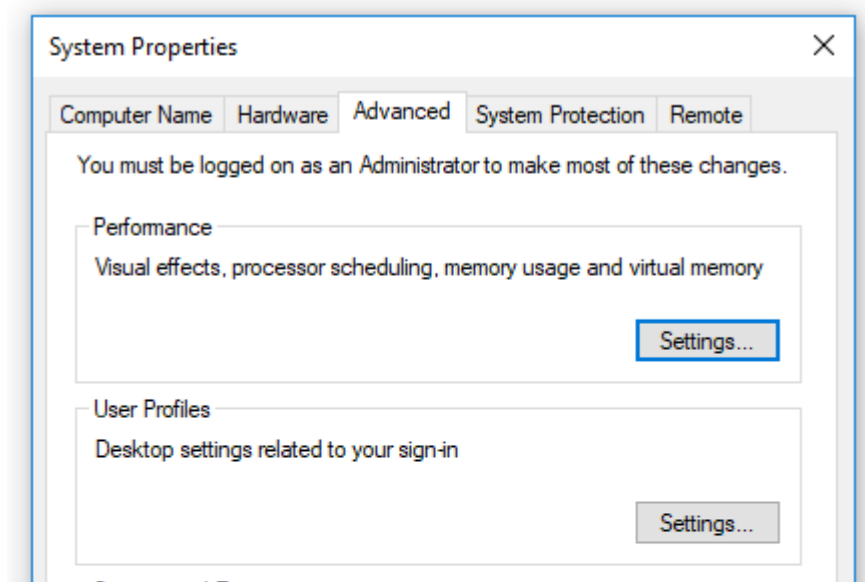 System Properties
Computer Name Hardware Advanced System Protection Remote
You must be logged on as an Administrator to make most of these changes.
Performance
Visual effects, processor scheduling, memory usage and virtual memory
Settings...
User Profiles
Desktop settings related to your sign-in
Settings...